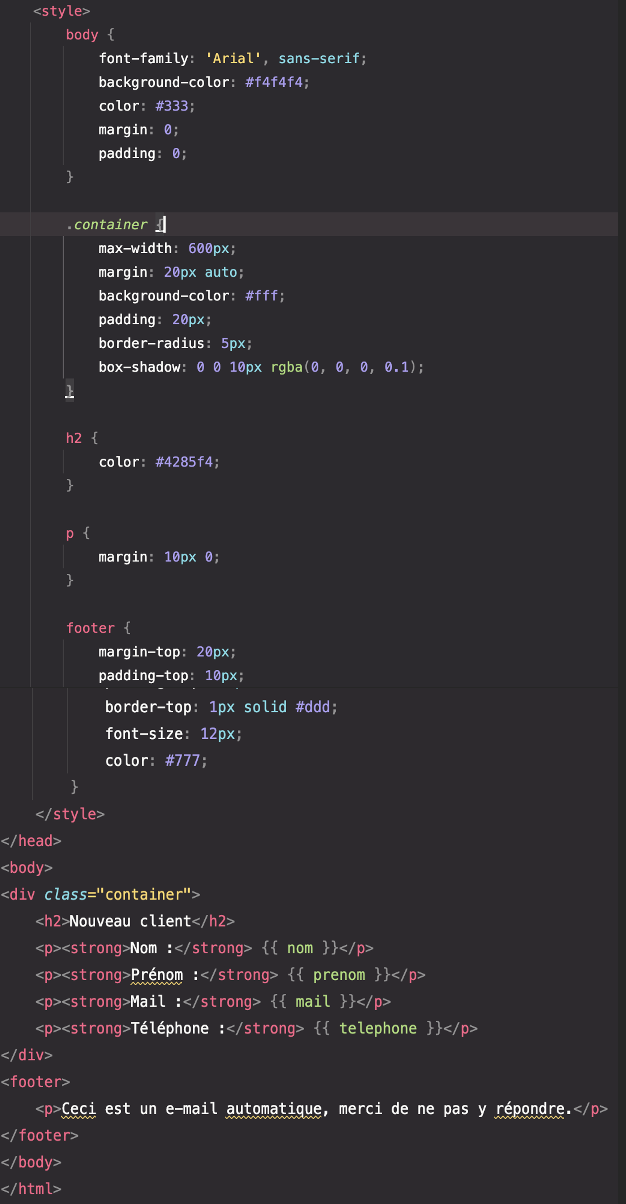 <style>
body {
font-family: 'Arial', sans-serif;
background-color: #f4f4f4;
color: #333;
margin: 0;
padding: 0;
}
.container {
max-width: 600px;
margin: 20px auto;
background-color: #fff;
padding: 20px;
border-radius: 5px;
box-shadow: 0 0 10px rgba(0, 0, 0, 0.1);
}
h2 {
color: #4285f4;
}
p {
margin: 10px 0;
}
footer {
margin-top: 20px;
padding-top: 10px;
border-top: 1px solid #ddd;
font-size: 12px;
color: #777;
}
</style>
</head>
<body>
<div class="container">
<h2>Nouveau client</h2>
<p><strong>Nom :</strong> {{ nom }}</p>
<p><strong>Prénom :</strong> {{ prenom }}</p>
<p><strong>Mail :</strong> {{ mail }}</p>
<p><strong>Téléphone :</strong> {{ telephone }}</p>
</div>
<footer>
<p>Ceci est un e-mail automatique, merci de ne pas y répondre.</p>
</footer>
</body>
</html>